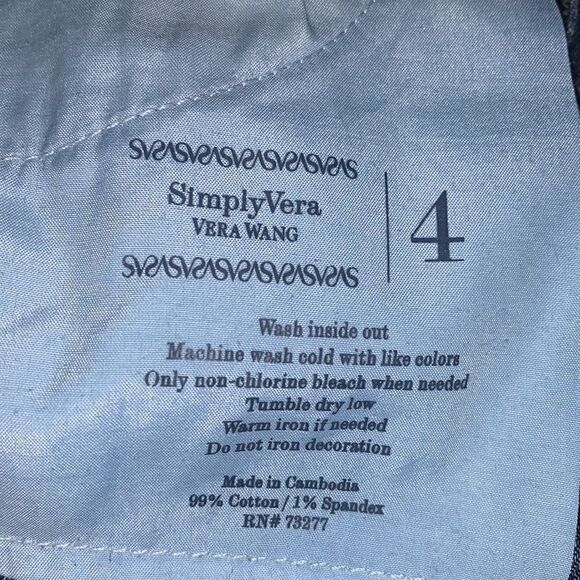 SVSVSVSVSVSVSVSVS
SimplyVera
VERA WANG
4
SVSVSVSVSVSVSVSVS
Wash inside out
Machine wash cold with like colors
Only non-chlorine bleach when needed
Tumble dry low
Warm iron if needed
Do not iron decoration
Made in Cambodia
99% Cotton / 1% Spandex
RN# 73277